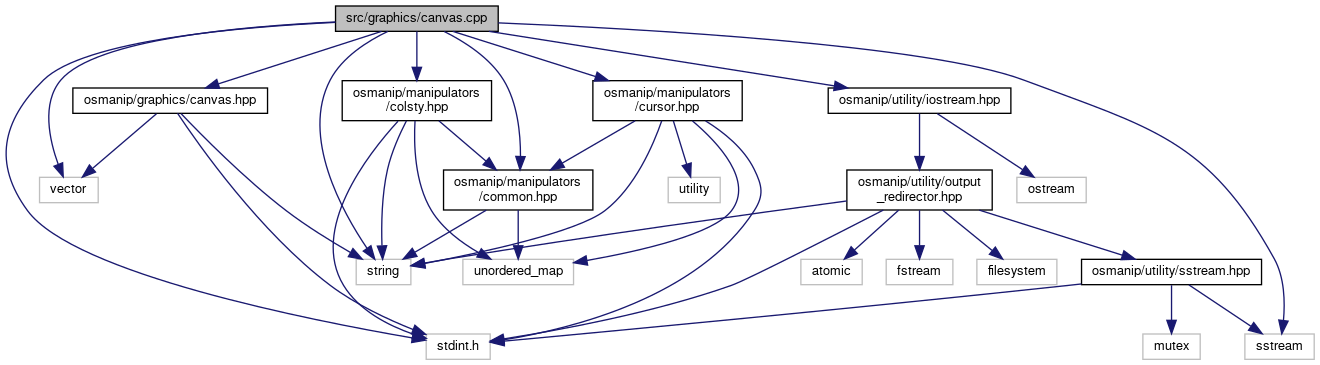 src/graphics/canvas.cpp
osmanip/graphics/canvas.hpp
osmanip/manipulators
/colsty.hpp
osmanip/manipulators
/cursor.hpp
osmanip/utility/iostream.hpp
vector
osmanip/manipulators
/common.hpp
utility
osmanip/utility/output
_redirector.hpp
ostream
string
unordered_map
atomic
fstream
filesystem
osmanip/utility/sstream.hpp
stdint.h
mutex
sstream